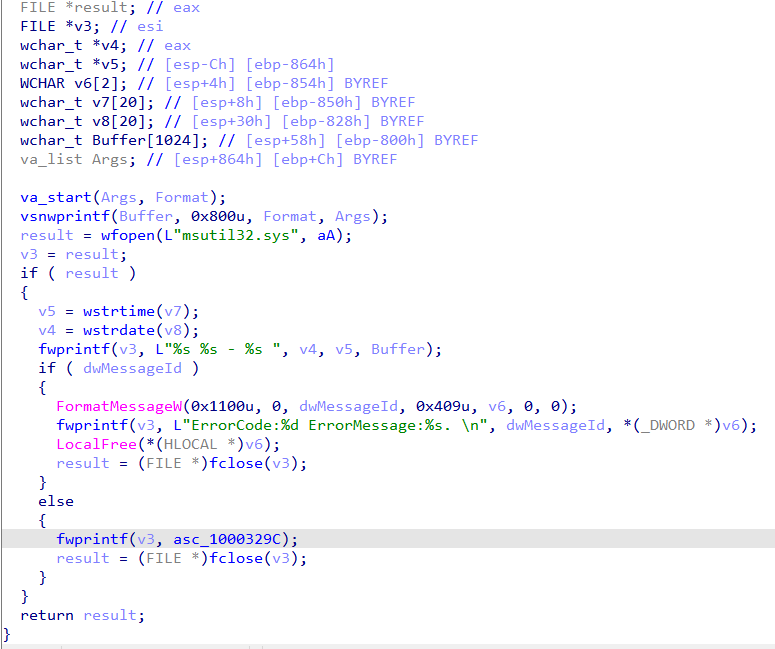 FILE *result; // eax
FILE *v3; // esi
wchar_t *v4; // eax
wchar_t *v5; // [esp-Ch] [ebp-864h]
WCHAR v6[2]; // [esp+4h] [ebp-854h] BYREF
wchar_t v7[20]; // [esp+8h] [ebp-850h] BYREF
wchar_t v8[20]; // [esp+30h] [ebp-828h] BYREF
wchar_t Buffer[1024]; // [esp+58h] [ebp-800h] BYREF
va_list Args; // [esp+864h] [ebp+Ch] BYREF
va_start(Args, Format);
vsnwprintf(Buffer, 0x800u, Format, Args);
result = wfopen(L"msutil32.sys", aA);
v3 = result;
if ( result )
{
v5 = wstrtime(v7);
v4 = wstrdate(v8);
fwprintf(v3, L"%s %s - %s ", v4, v5, Buffer);
if ( dwMessageId )
{
FormatMessageW(0x1100u, 0, dwMessageId, 0x409u, v6, 0, 0);
fwprintf(v3, L"ErrorCode:%d ErrorMessage:%s. \n", dwMessageId, *(_DWORD *)v6);
LocalFree(*(HLOCAL *)v6);
result = (FILE *)fclose(v3);
}
else
{
fwprintf(v3, asc_1000329C);
result = (FILE *)fclose(v3);
}
}
return result;
}